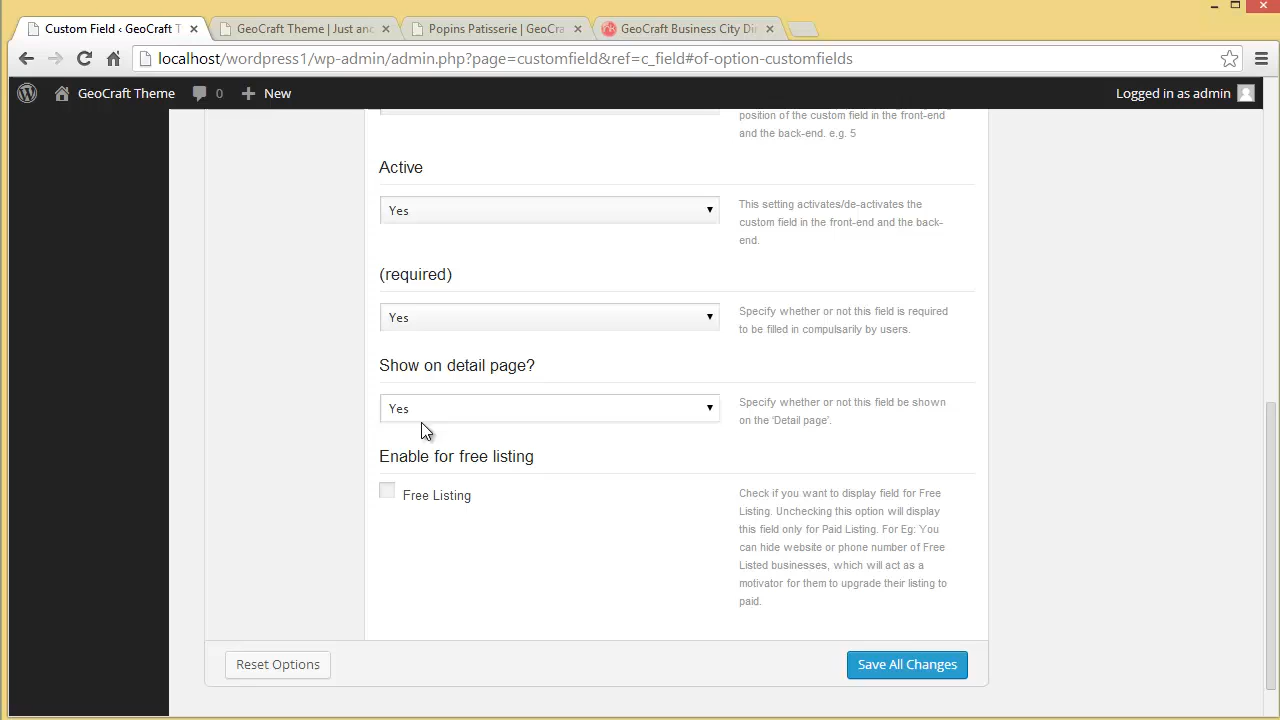 Custom Field ‹ GeoCraft T
GeoCraft Theme | Just and
Popins Patisserie | GeoCra
GeoCraft Business City Dir
localhost/wordpress1/wp-admin/admin.php?page=customfield&ref=c_field#of-option-customfields
GeoCraft Theme
0
New
Logged in as admin
position of the custom field in the front-end
and the back-end. e.g. 5
Active
Yes
This setting activates/de-activates the
custom field in the front-end and the back-
end.
(required)
Yes
Specify whether or not this field is required
to be filled in compulsarily by users.
Show on detail page?
Yes
Specify whether or not this field be shown
on the 'Detail page'.
Enable for free listing
Free Listing
Check if you want to display field for Free
Listing. Unchecking this option will display
this field only for Paid Listing. For Eg: You
can hide website or phone number of Free
Listed businesses, which will act as a
motivator for them to upgrade their listing to
paid.
Reset Options
Save All Changes